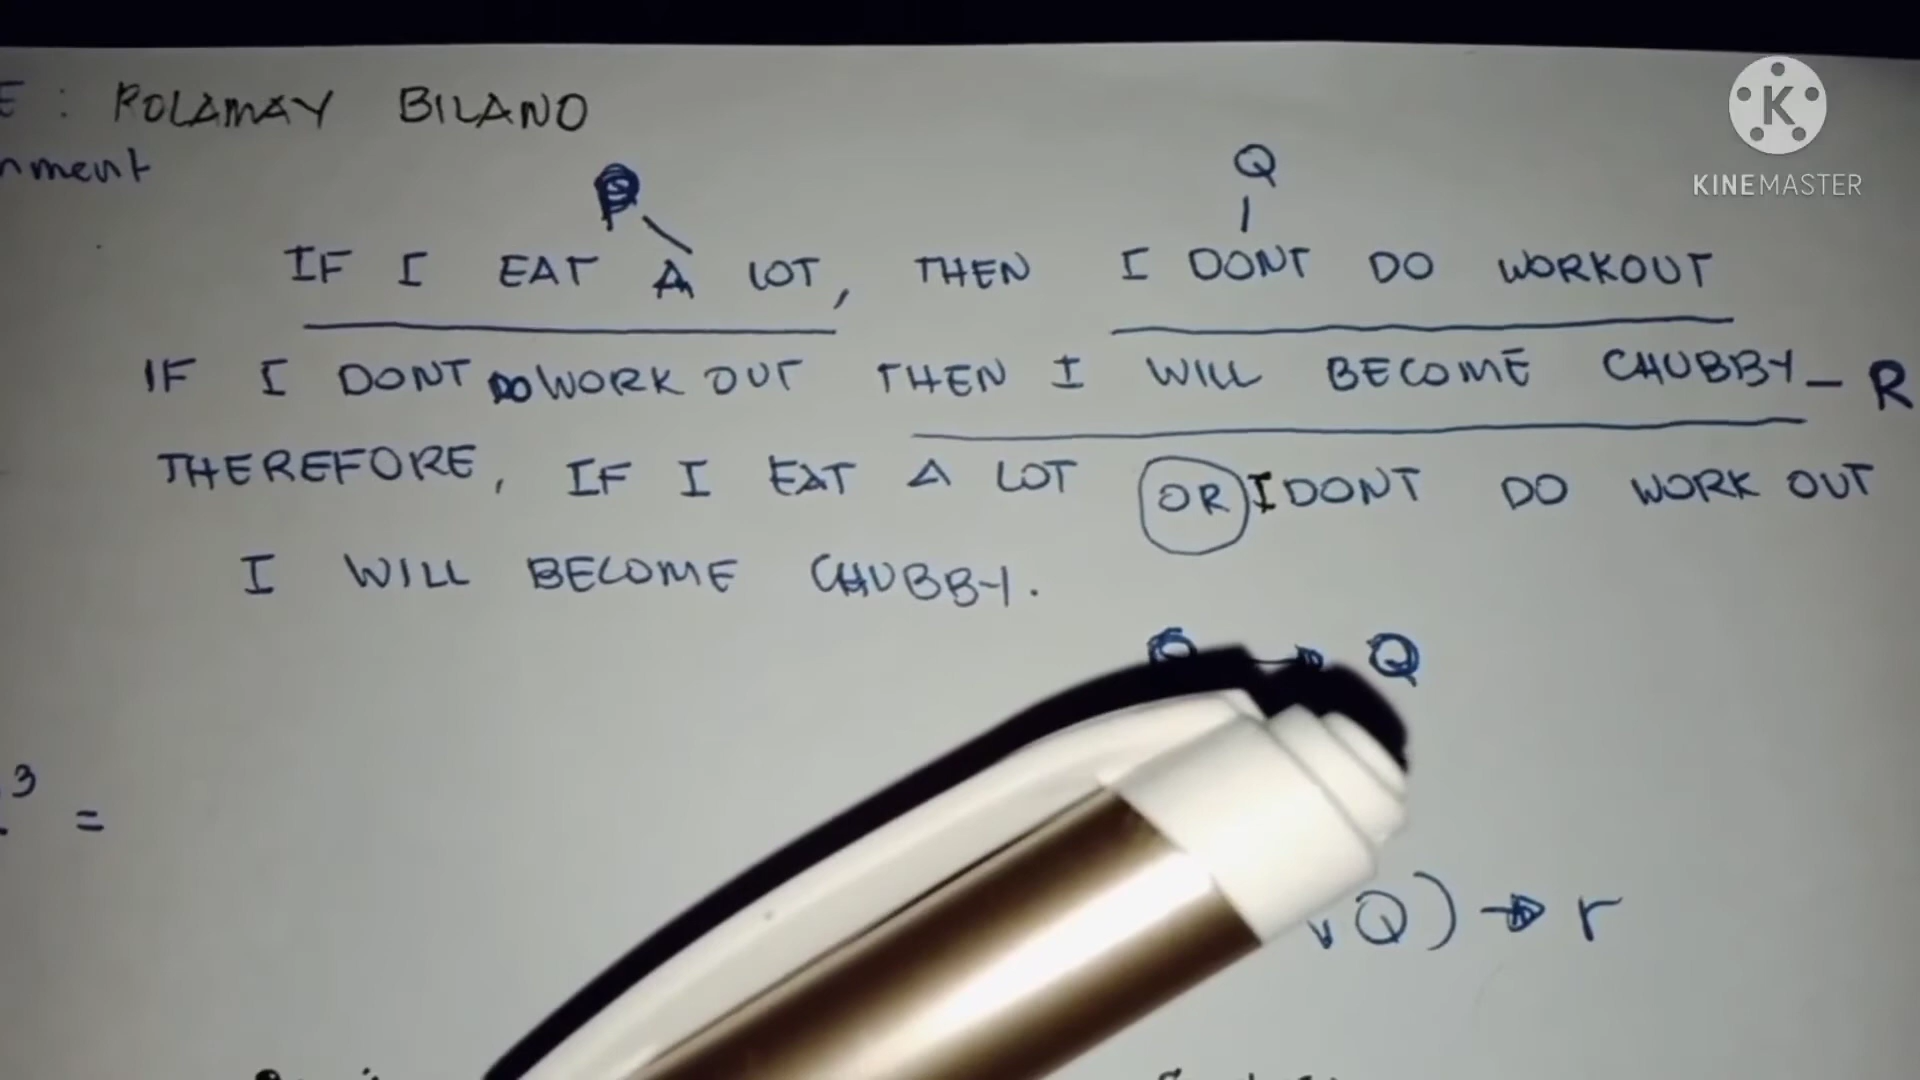 E : ROLAMAY BILANO
nment
P
Q
IF I EAT A LOT, THEN I DONT DO WORKOUT
IF I DONT DO WORK OUT THEN I WILL BECOME CHUBBY - R
THEREFORE, IF I EAT A LOT OR I DONT DO WORK OUT
I WILL BECOME CHUBBY.
→ Q
3 =
v Q) → r
K
KINEMASTER